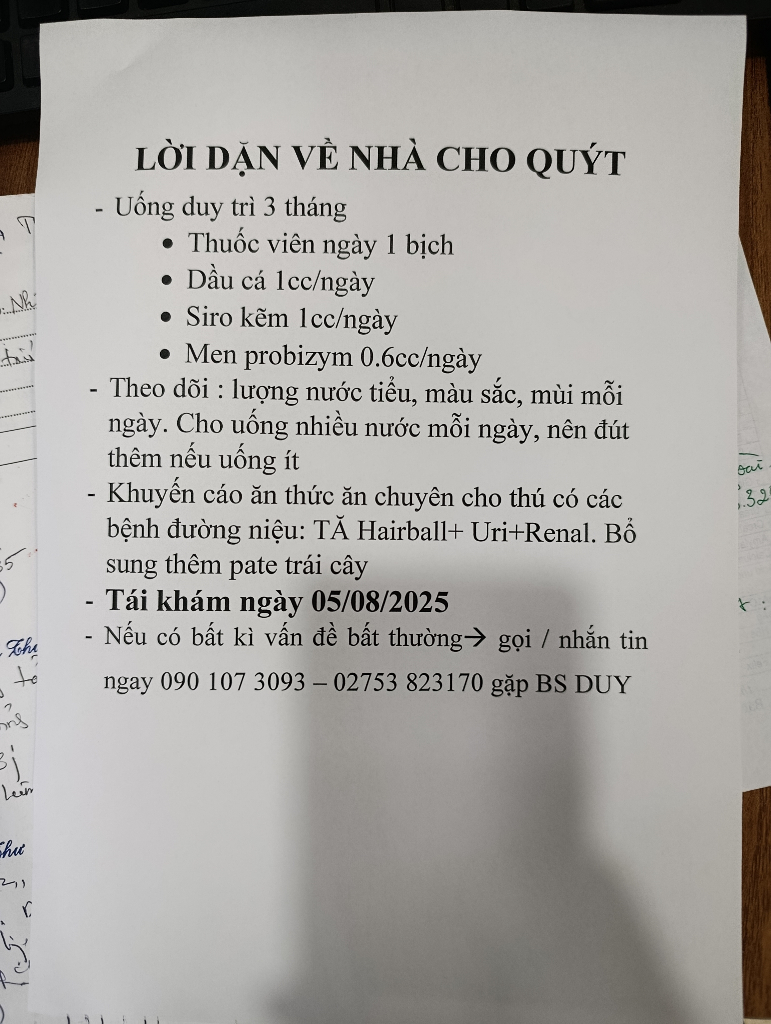 LỜI DẶN VỀ NHÀ CHO QUÝT
- Uống duy trì 3 tháng
• Thuốc viên ngày 1 bịch
• Dầu cá 1cc/ngày
• Siro kẽm 1cc/ngày
• Men probizym 0.6cc/ngày
- Theo dõi : lượng nước tiểu, màu sắc, mùi mỗi
ngày. Cho uống nhiều nước mỗi ngày, nên đút
thêm nếu uống ít
- Khuyến cáo ăn thức ăn chuyên cho thú có các
bệnh đường niệu: TĂ Hairball+ Uri+Renal. Bổ
sung thêm pate trái cây
- Tái khám ngày 05/08/2025
- Nếu có bất kì vấn đề bất thường→ gọi / nhắn tin
ngay 090 107 3093 – 02753 823170 gặp BS DUY